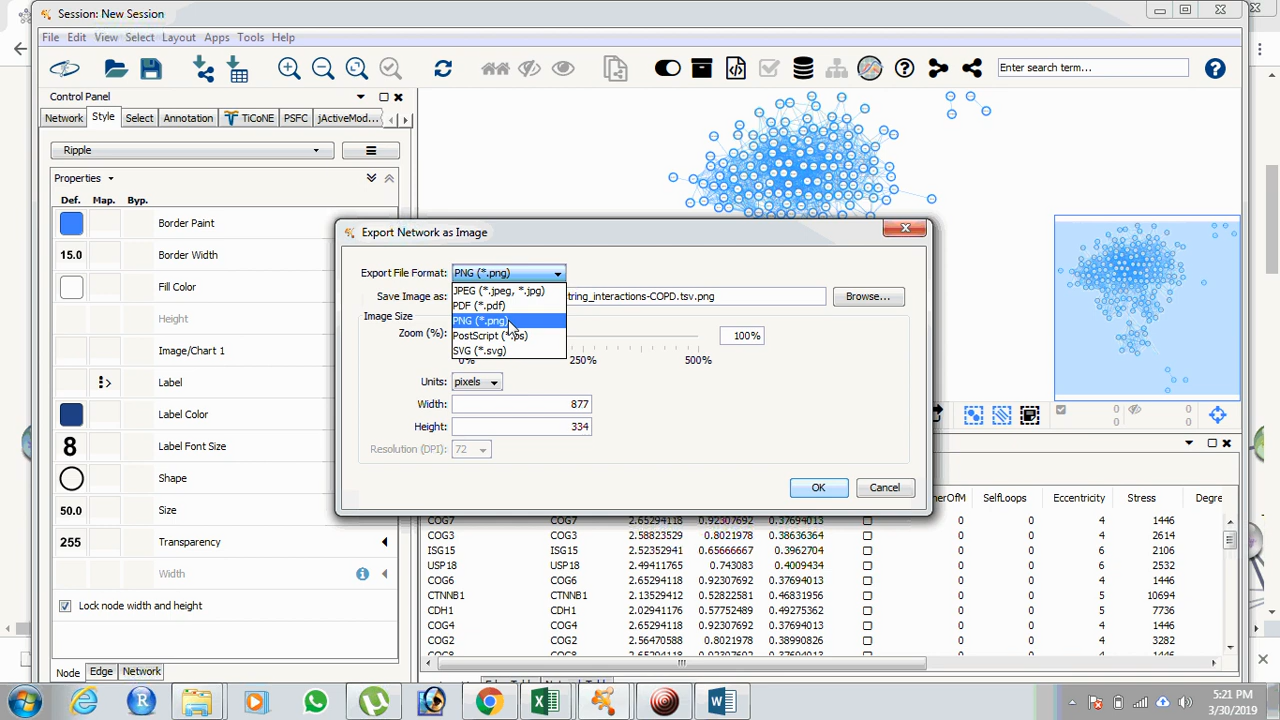 Session: New Session
File Edit View Select Layout Apps Tools Help
Enter search term...
Control Panel
Network Style Select Annotation TiCoNE PSFC jActiveMod...
Ripple
Properties
Def. Map. Byp.
Border Paint
15.0 Border Width
Fill Color
Height
Image/Chart 1
Label
Label Color
8 Label Font Size
Shape
50.0 Size
255 Transparency
Width
Lock node width and height
Node Edge Network
Export Network as Image
Export File Format: PNG (*.png)
JPEG (*.jpeg, *.jpg)
PDF (*.pdf)
PNG (*.png)
PostScript (*.ps)
SVG (*.svg)
Save Image as: tring_interactions-COPD.tsv.png Browse...
Image Size
Zoom (%): 100%
0% 250% 500%
Units: pixels
Width: 877
Height: 334
Resolution (DPI): 72
OK Cancel
0 0
0 0
nerOfM SelfLoops Eccentricity Stress Degre
COG7 COG7 2.65294118 0.92307692 0.37694013 0 0 4 1446
COG3 COG3 2.58823529 0.8021978 0.38636364 0 0 4 2614
ISG15 ISG15 2.52352941 0.65666667 0.3962704 0 0 6 2106
USP18 USP18 2.49411765 0.743083 0.4009434 0 0 6 2532
COG6 COG6 2.65294118 0.92307692 0.37694013 0 0 4 1446
CTNNB1 CTNNB1 2.13529412 0.52822581 0.46831956 0 0 5 10694
CDH1 CDH1 2.02941176 0.57752489 0.49275362 0 0 5 7736
COG4 COG4 2.65294118 0.92307692 0.37694013 0 0 4 1446
COG2 COG2 2.56470588 0.8021978 0.38990826 0 0 4 3282
5:21 PM
3/30/2019